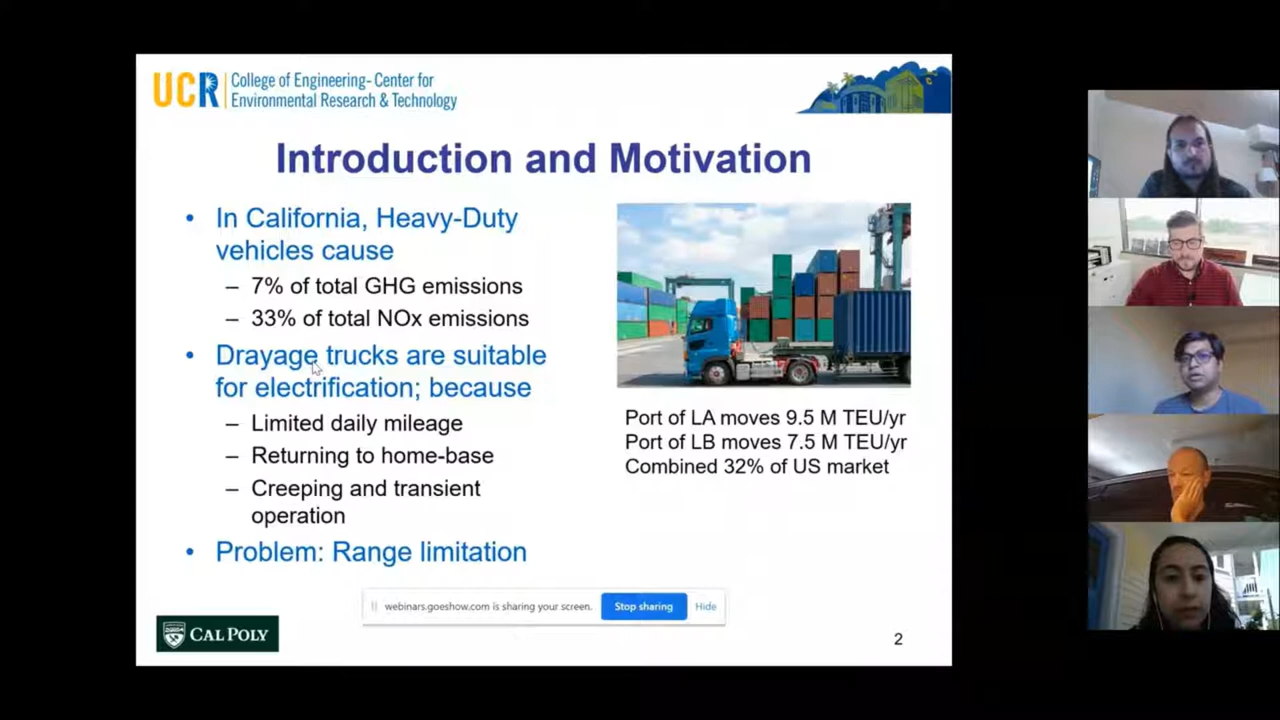 UCR
College of Engineering- Center for
Environmental Research & Technology
Introduction and Motivation
• In California, Heavy-Duty
vehicles cause
– 7% of total GHG emissions
– 33% of total NOx emissions
• Drayage trucks are suitable
for electrification; because
– Limited daily mileage
– Returning to home-base
– Creeping and transient
operation
• Problem: Range limitation
Port of LA moves 9.5 M TEU/yr
Port of LB moves 7.5 M TEU/yr
Combined 32% of US market
webinars.goeshow.com is sharing your screen. Stop sharing Hide
CAL POLY
2